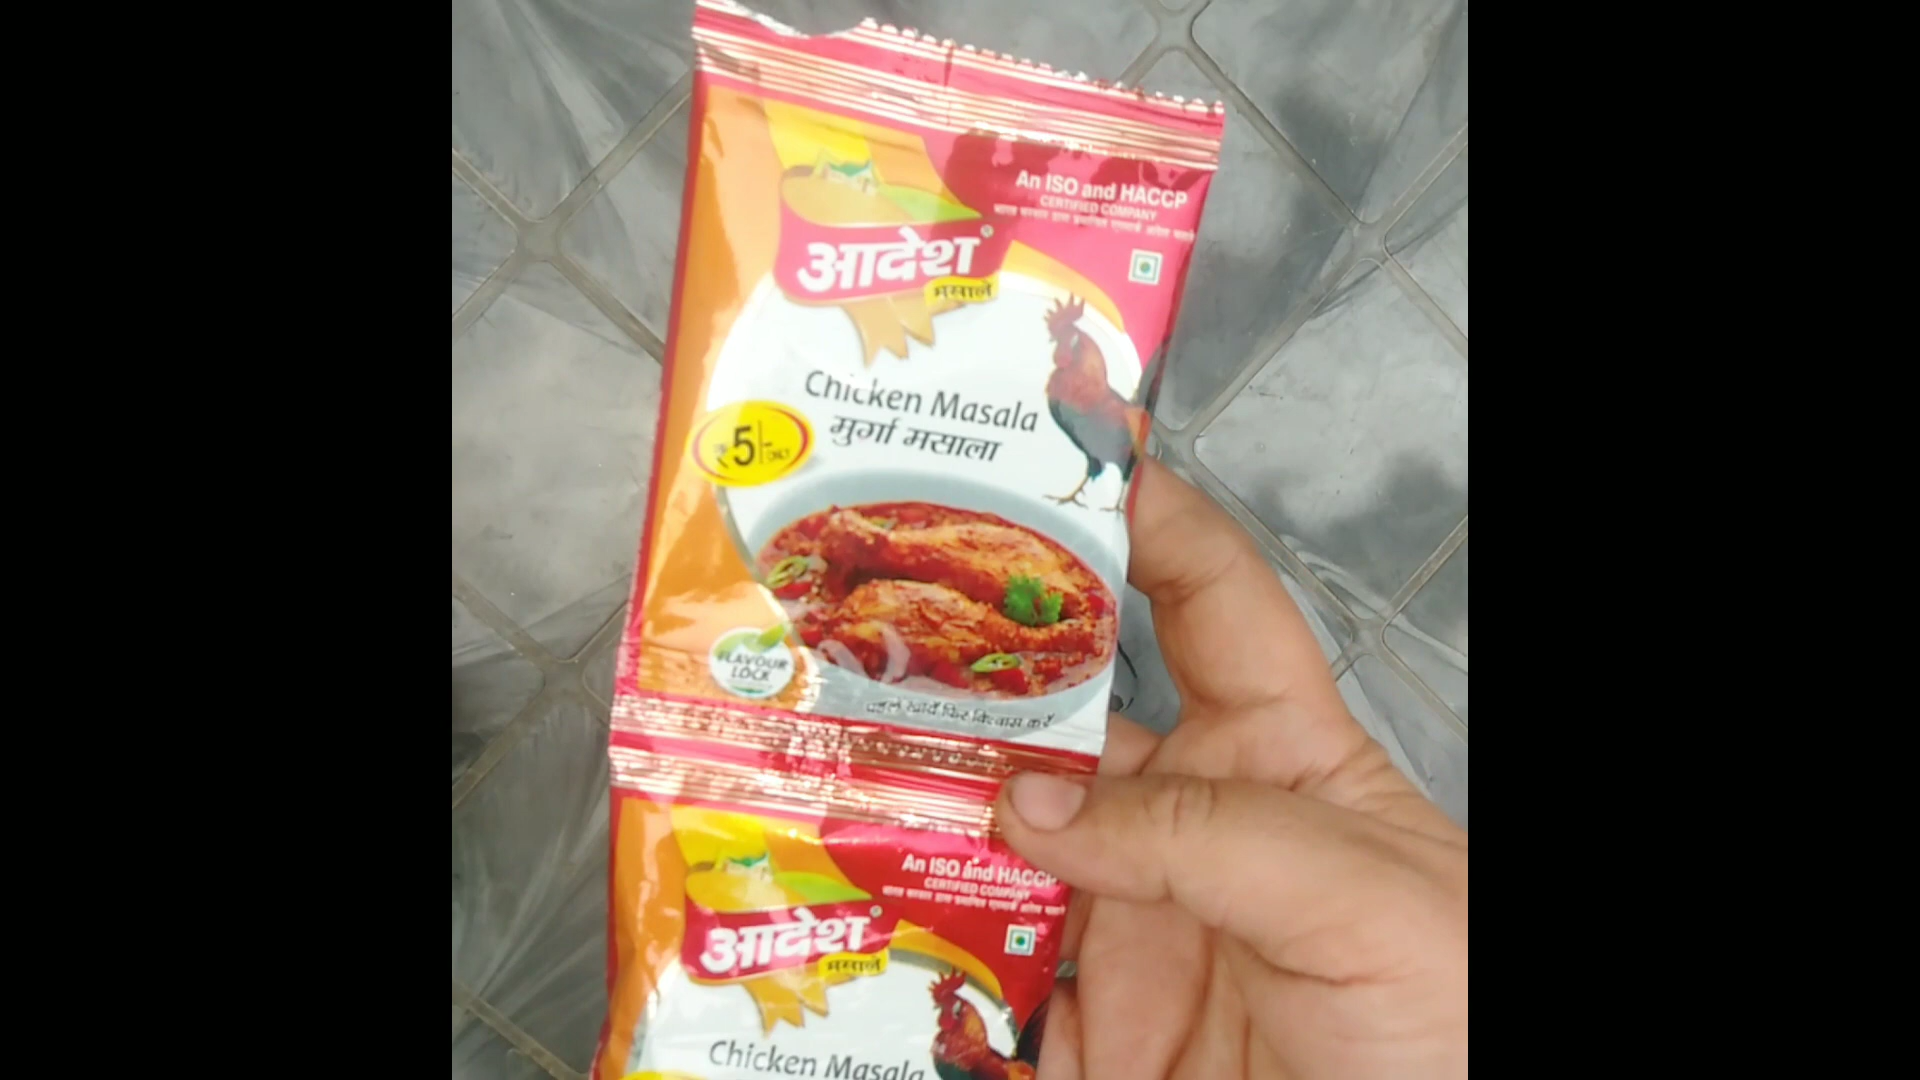 An ISO and HACCP
CERTIFIED COMPANY
आदेश®
मसाले
Chicken Masala
मुर्गा मसाला
₹ 5/-
FLAVOUR
LOCK
पहले खायें फिर विश्वास करें
An ISO and HACCP
CERTIFIED COMPANY
आदेश®
मसाले
Chicken Masala